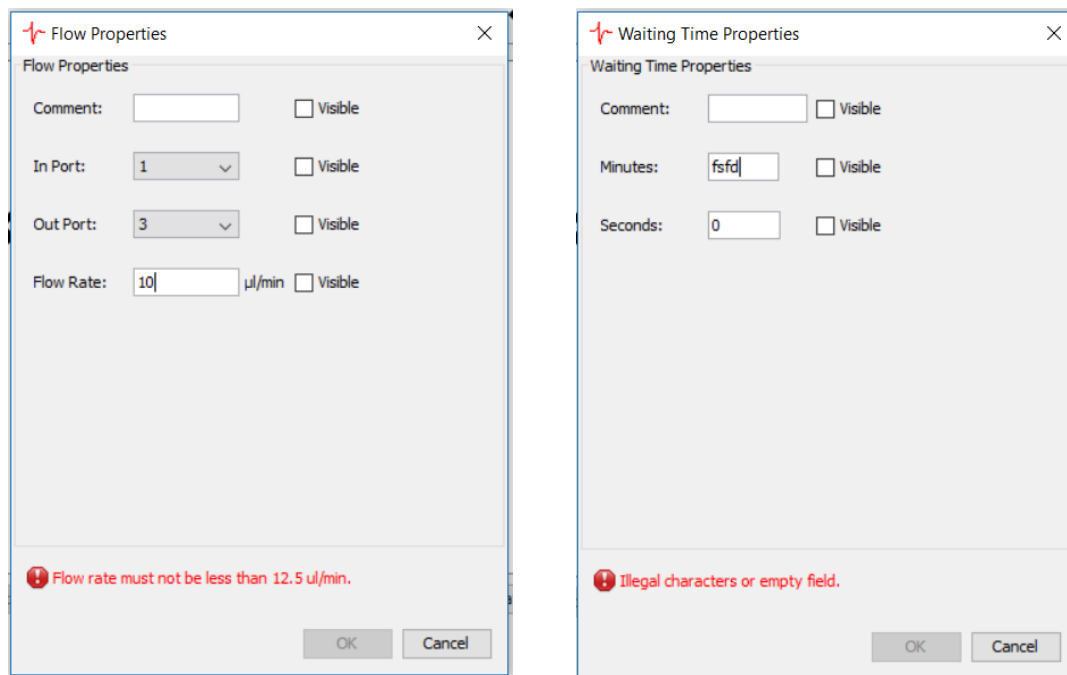 Flow Properties
Flow Properties
Comment: Visible
In Port: 1 Visible
Out Port: 3 Visible
Flow Rate: 10 µl/min Visible
Flow rate must not be less than 12.5 ul/min.
OK Cancel
Waiting Time Properties
Waiting Time Properties
Comment: Visible
Minutes: fsfd Visible
Seconds: 0 Visible
Illegal characters or empty field.
OK Cancel